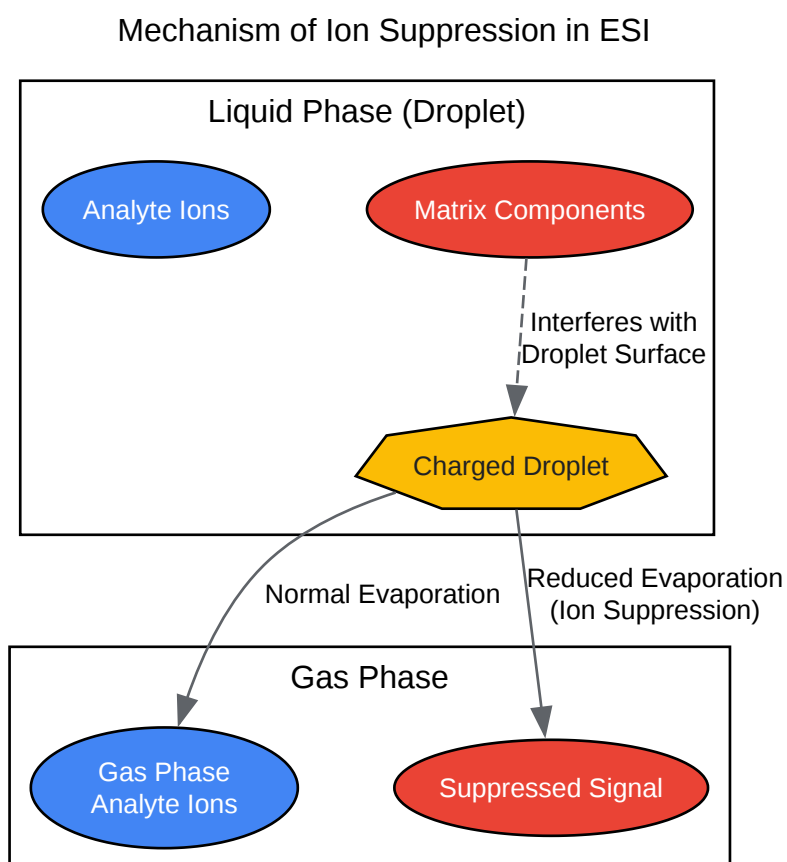 Mechanism of Ion Suppression in ESI
Liquid Phase (Droplet)
Analyte Ions
Matrix Components
Interferes with
Droplet Surface
Charged Droplet
Normal Evaporation
Reduced Evaporation
(Ion Suppression)
Gas Phase
Gas Phase
Analyte Ions
Suppressed Signal